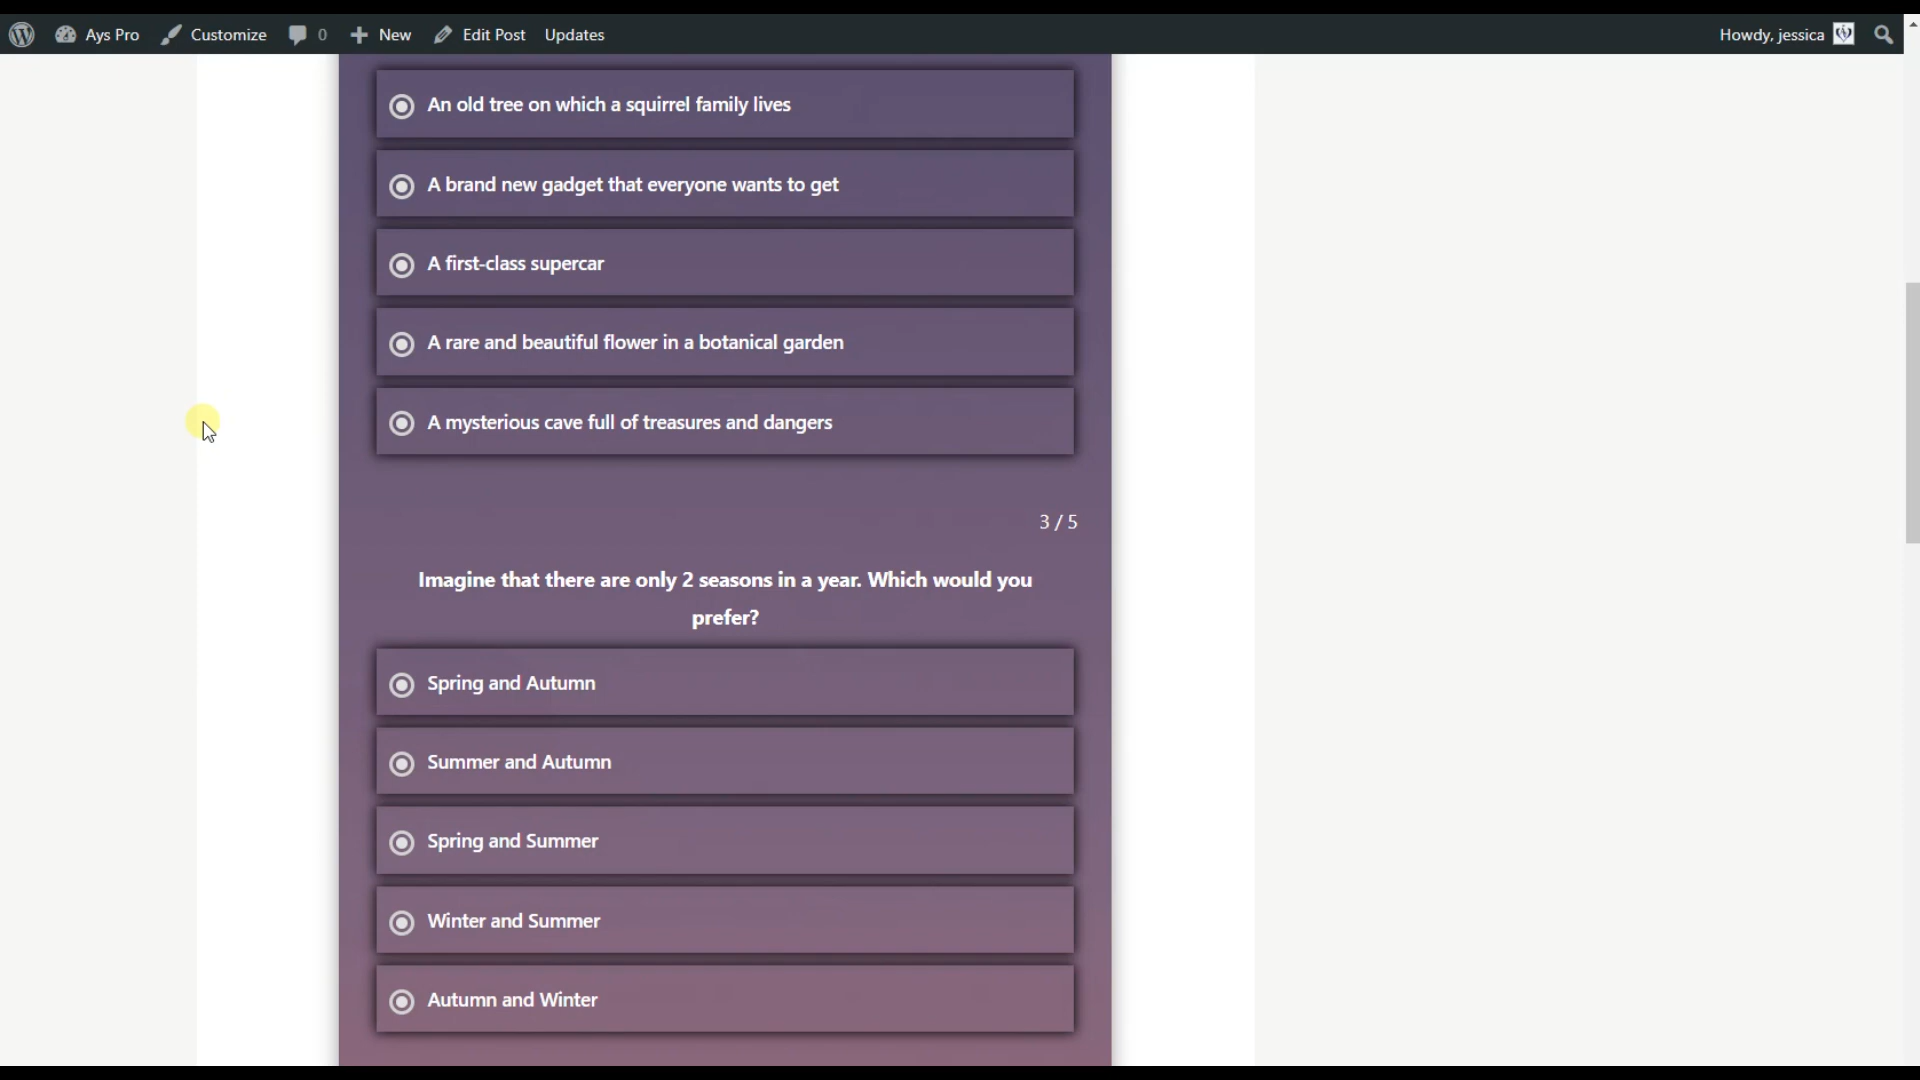 Ays Pro Customize 0 New Edit Post Updates Howdy, jessica
An old tree on which a squirrel family lives
A brand new gadget that everyone wants to get
A first-class supercar
A rare and beautiful flower in a botanical garden
A mysterious cave full of treasures and dangers
3 / 5
Imagine that there are only 2 seasons in a year. Which would you
prefer?
Spring and Autumn
Summer and Autumn
Spring and Summer
Winter and Summer
Autumn and Winter